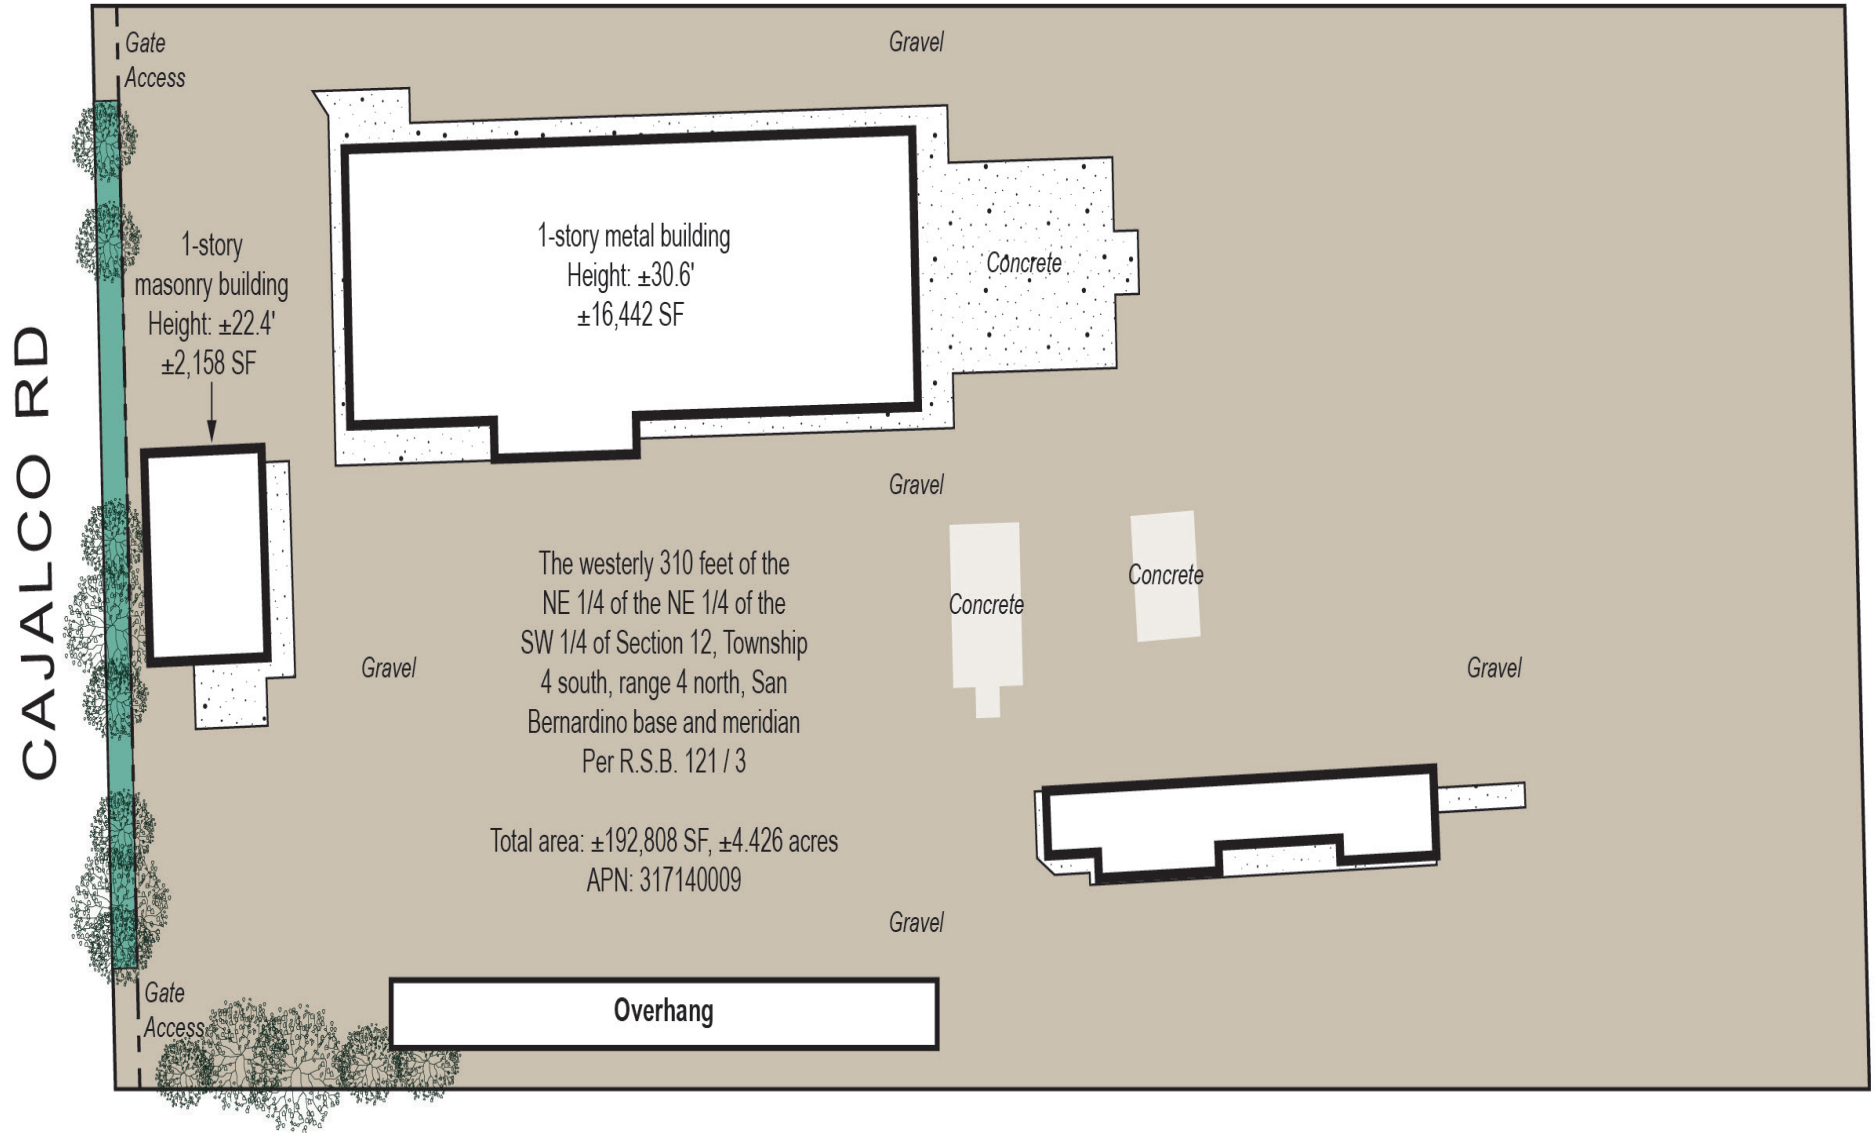 Gate
Access
Gravel
1-story
masonry building
Height: ±22.4'
±2,158 SF
1-story metal building
Height: ±30.6'
±16,442 SF
Concrete
CAJALCO RD
Gravel
The westerly 310 feet of the
NE 1/4 of the NE 1/4 of the
SW 1/4 of Section 12, Township
4 south, range 4 north, San
Bernardino base and meridian
Per R.S.B. 121 / 3
Concrete
Concrete
Gravel
Gravel
Total area: ±192,808 SF, ±4.426 acres
APN: 317140009
Gravel
Gate
Access
Overhang